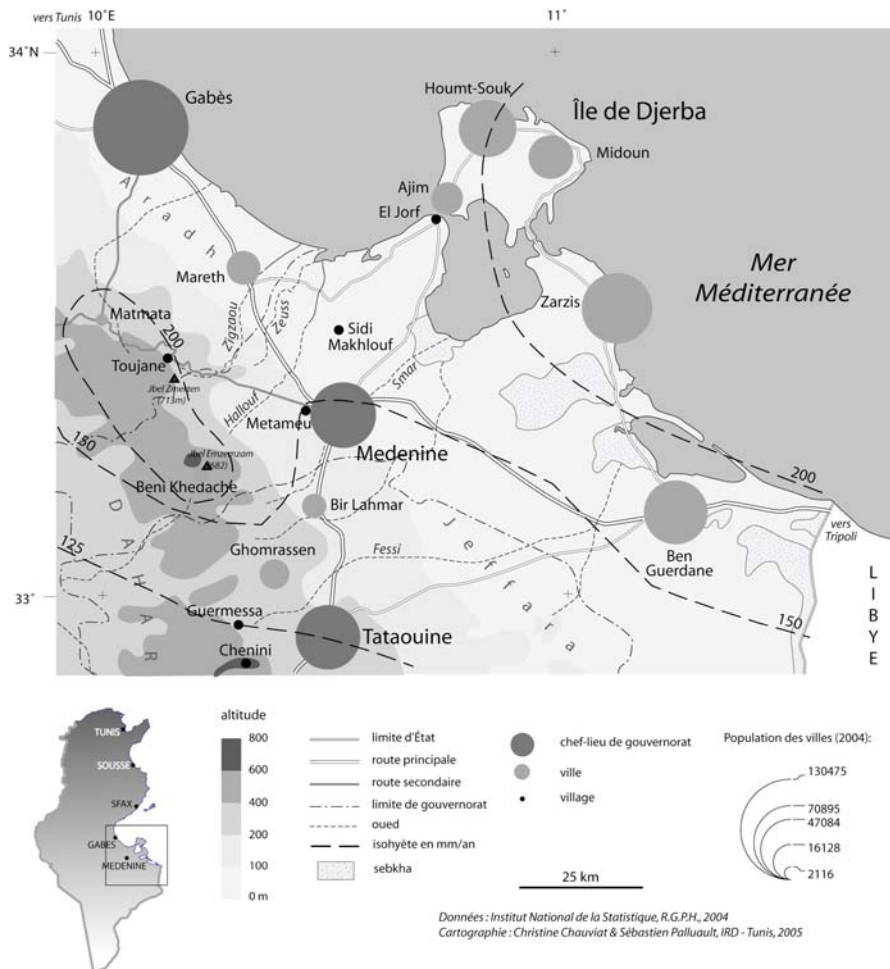 vers Tunis
10°E
11°
34°N
Gabès
Houmt-Souk
Île de Djerba
Midoun
Ajim
El Jorf
Aradh
Mareth
Mer
Méditerranée
Zarzis
Matmata
200
Zigzaou
Zeuss
Sidi
Makhlouf
Toujane
Smar
Hallouf
Metameu
Medenine
150
Jbel Emzemzam
Beni Khedache
200
vers
Tripoli
Bir Lahmar
Jeffara
DAHAR
125
Ghomrassen
Fessi
Ben
Guerdane
LIBYE
33°
Guermessa
150
Tataouine
Chenini
TUNIS
SOUSSE
SFAX
GABES
MEDENINE
altitude
800
600
400
200
100
0 m
limite d'État
route principale
route secondaire
limite de gouvernorat
oued
isohyète en mm/an
sebkha
chef-lieu de gouvernorat
ville
village
25 km
Population des villes (2004):
130475
70895
47084
16128
2116
Données : Institut National de la Statistique, R.G.P.H., 2004
Cartographie : Christine Chauviat & Sébastien Palluault, IRD - Tunis, 2005